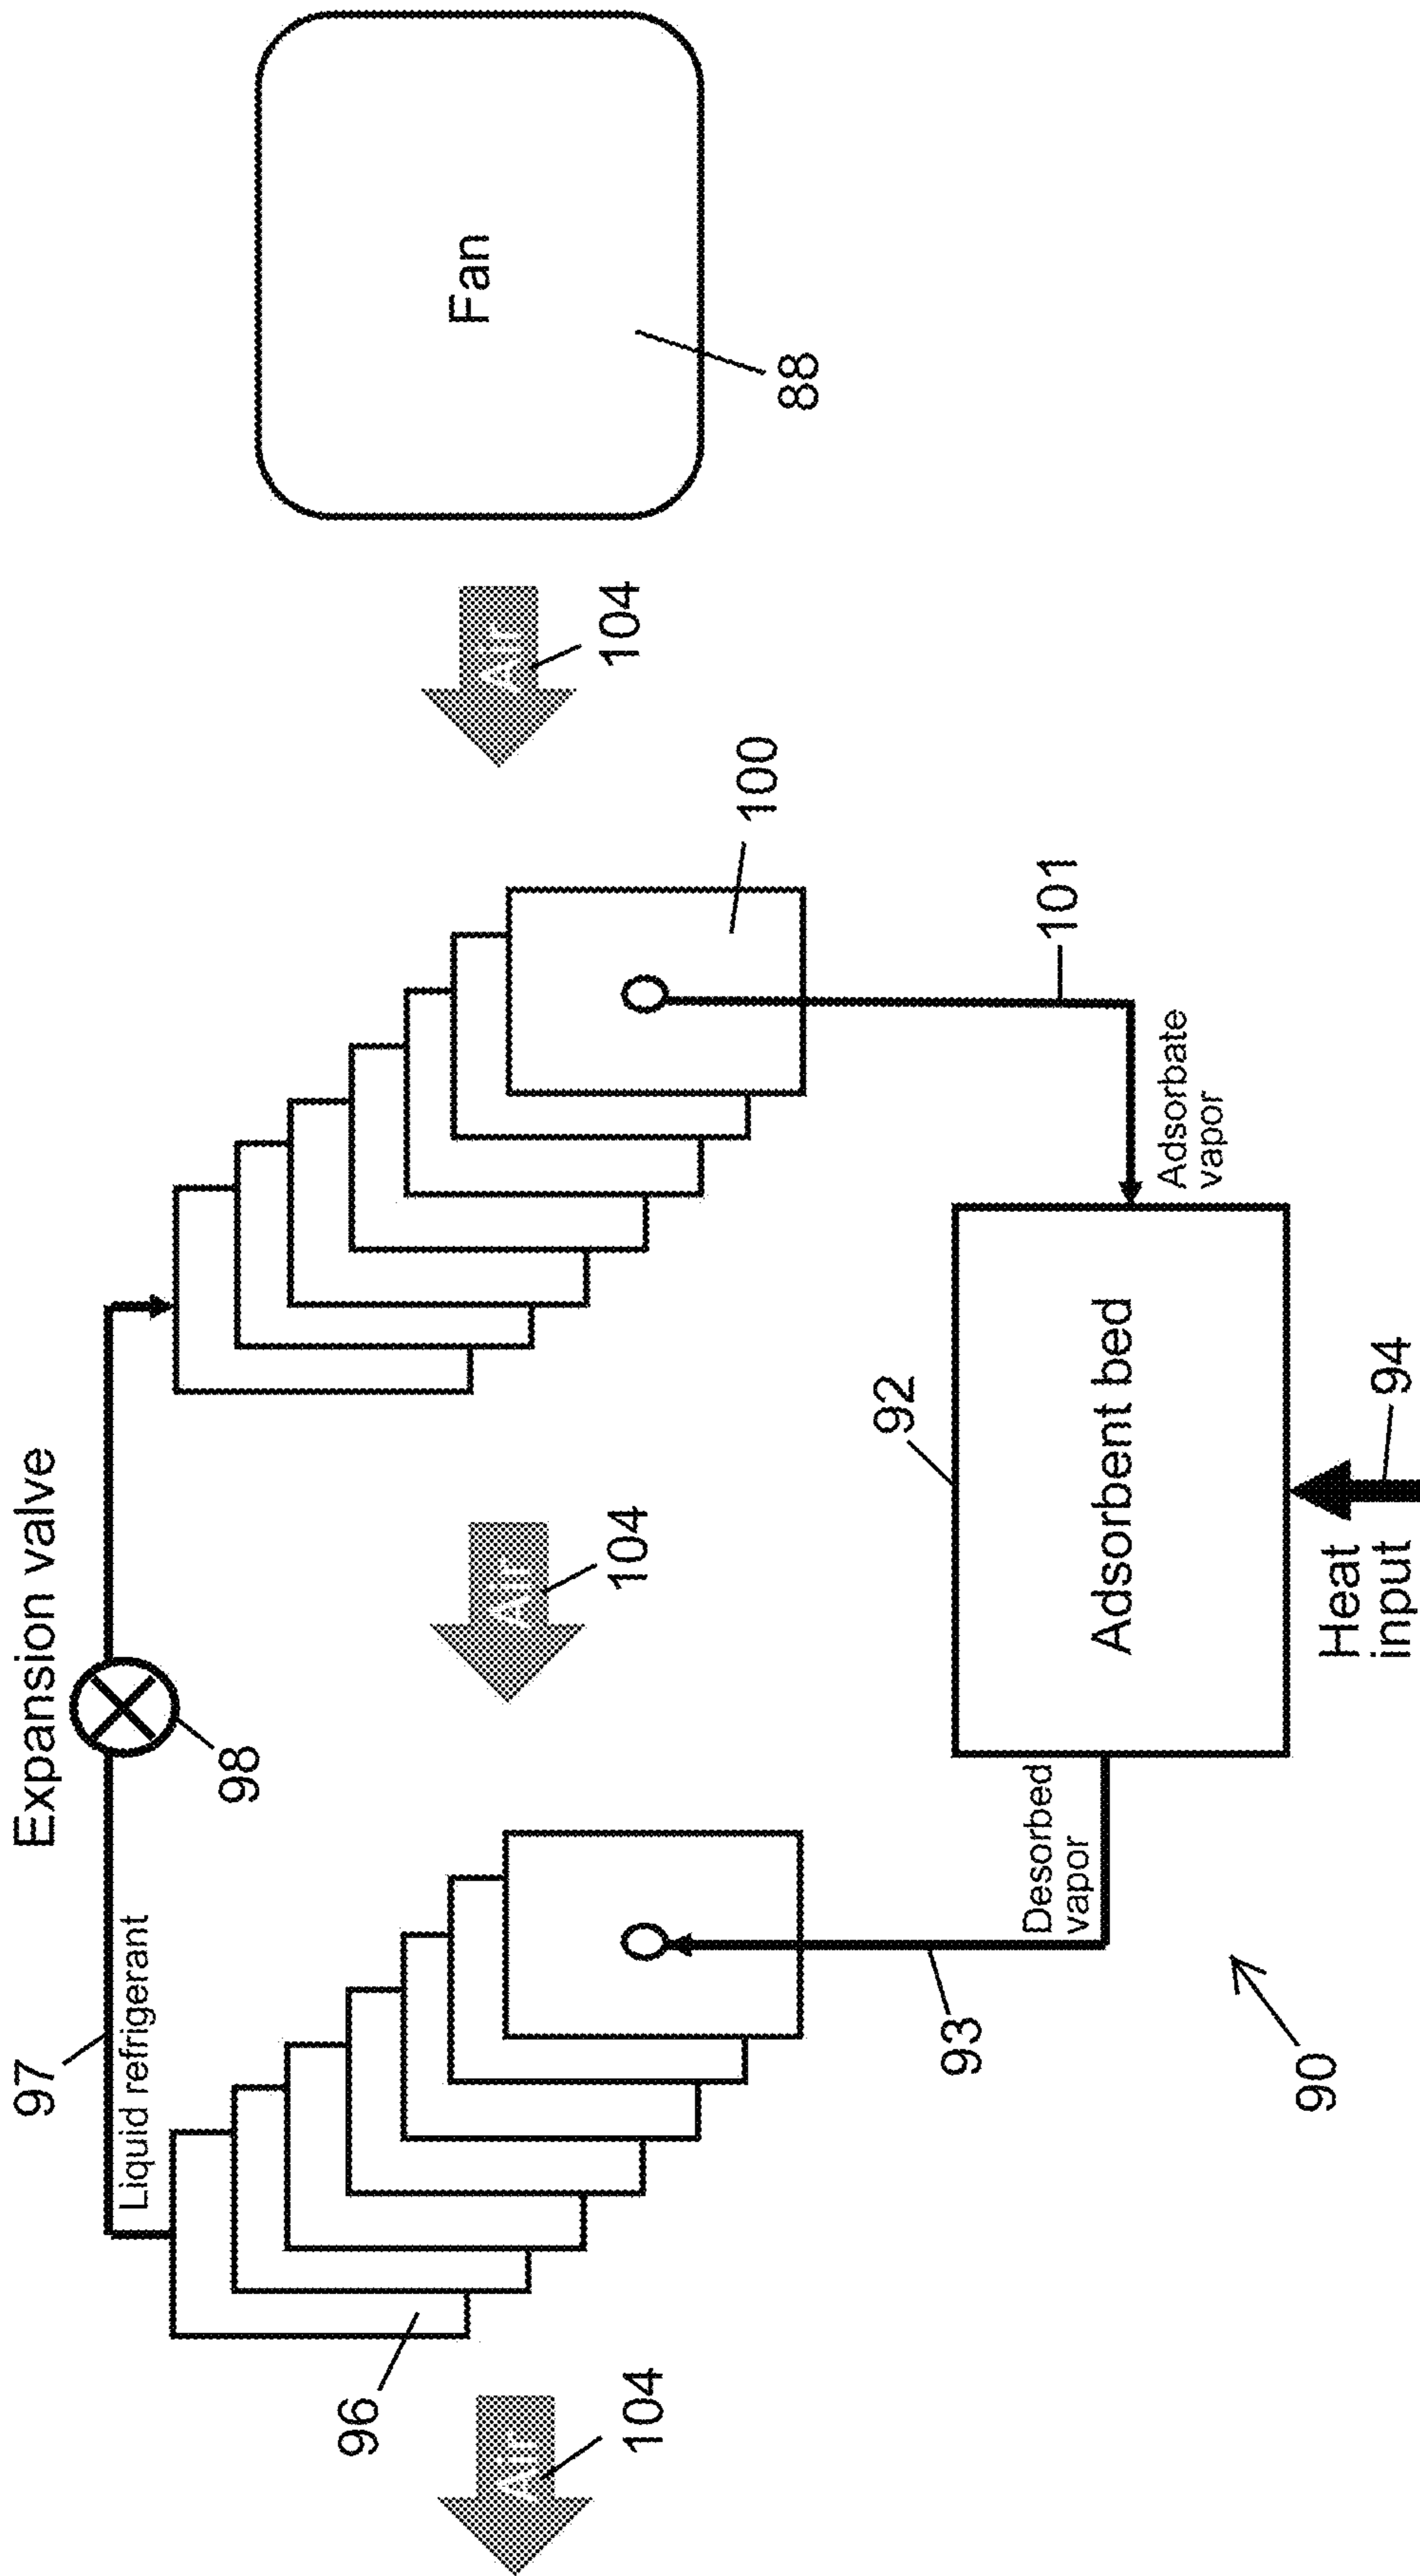 Expansion valve
98
97
Liquid refrigerant
96
Air
104
Air
104
Air
104
Fan
88
100
101
Adsorbate
vapor
92
Adsorbent bed
Desorbed
vapor
93
90
Heat
input
94